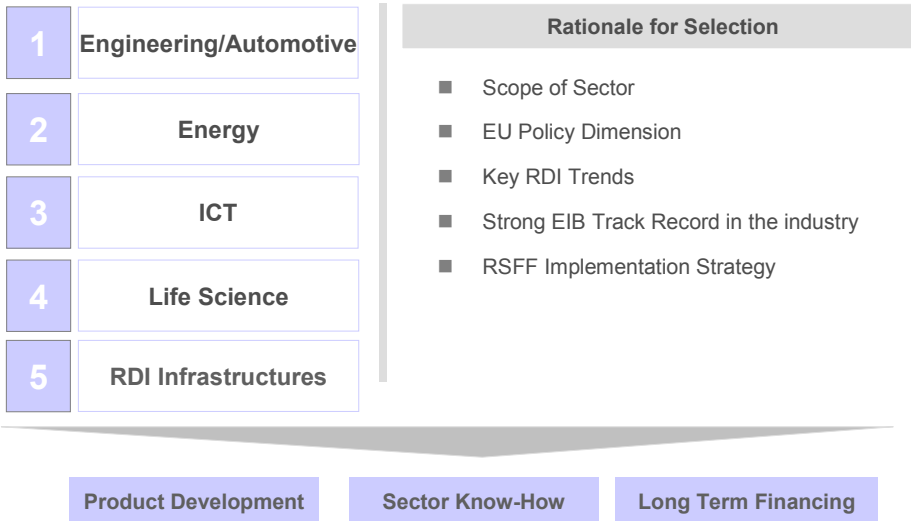 1
Engineering/Automotive
2
Energy
3
ICT
4
Life Science
5
RDI Infrastructures
Rationale for Selection
Scope of Sector
EU Policy Dimension
Key RDI Trends
Strong EIB Track Record in the industry
RSFF Implementation Strategy
Product Development
Sector Know-How
Long Term Financing